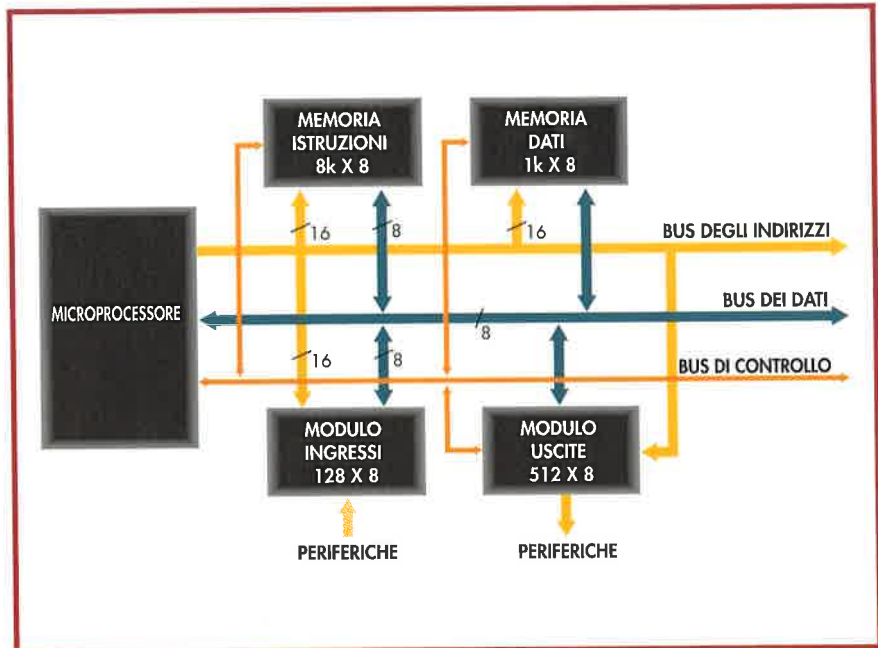 MEMORIA
ISTRUZIONI
8k X 8
MEMORIA
DATI
1k X 8
16
8
16
BUS DEGLI INDIRIZZI
MICROPROCESSORE
BUS DEI DATI
8
16
8
BUS DI CONTROLLO
MODULO
INGRESSI
128 X 8
MODULO
USCITE
512 X 8
PERIFERICHE
PERIFERICHE